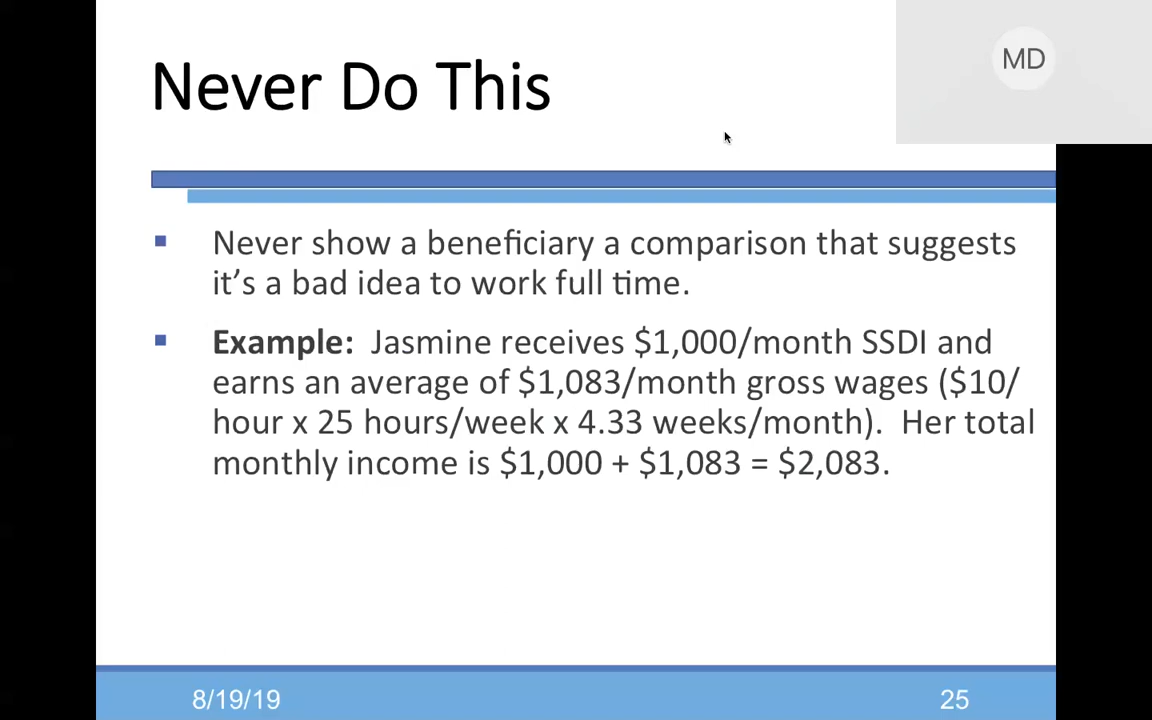 MD
Never Do This
Never show a beneficiary a comparison that suggests
it’s a bad idea to work full time.
Example:  Jasmine receives $1,000/month SSDI and
earns an average of $1,083/month gross wages ($10/
hour x 25 hours/week x 4.33 weeks/month).  Her total
monthly income is $1,000 + $1,083 = $2,083.
8/19/19
25